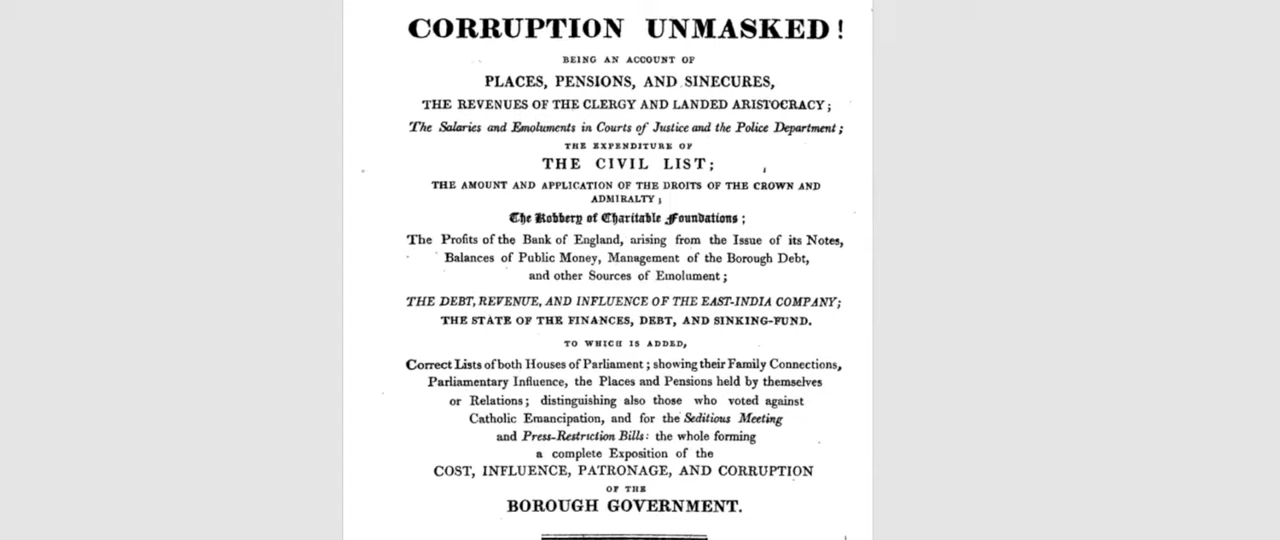 CORRUPTION UNMASKED!
BEING AN ACCOUNT OF
PLACES, PENSIONS, AND SINECURES,
THE REVENUES OF THE CLERGY AND LANDED ARISTOCRACY;
The Salaries and Emoluments in Courts of Justice and the Police Department;
THE EXPENDITURE OF
THE CIVIL LIST;
THE AMOUNT AND APPLICATION OF THE DROITS OF THE CROWN AND
ADMIRALTY;
The Robbery of Charitable Foundations;
The Profits of the Bank of England, arising from the Issue of its Notes,
Balances of Public Money, Management of the Borough Debt,
and other Sources of Emolument;
THE DEBT, REVENUE, AND INFLUENCE OF THE EAST-INDIA COMPANY;
THE STATE OF THE FINANCES, DEBT, AND SINKING-FUND.
TO WHICH IS ADDED,
Correct Lists of both Houses of Parliament; showing their Family Connections,
Parliamentary Influence, the Places and Pensions held by themselves
or Relations; distinguishing also those who voted against
Catholic Emancipation, and for the Seditious Meeting
and Press-Restriction Bills: the whole forming
a complete Exposition of the
COST, INFLUENCE, PATRONAGE, AND CORRUPTION
OF THE
BOROUGH GOVERNMENT.